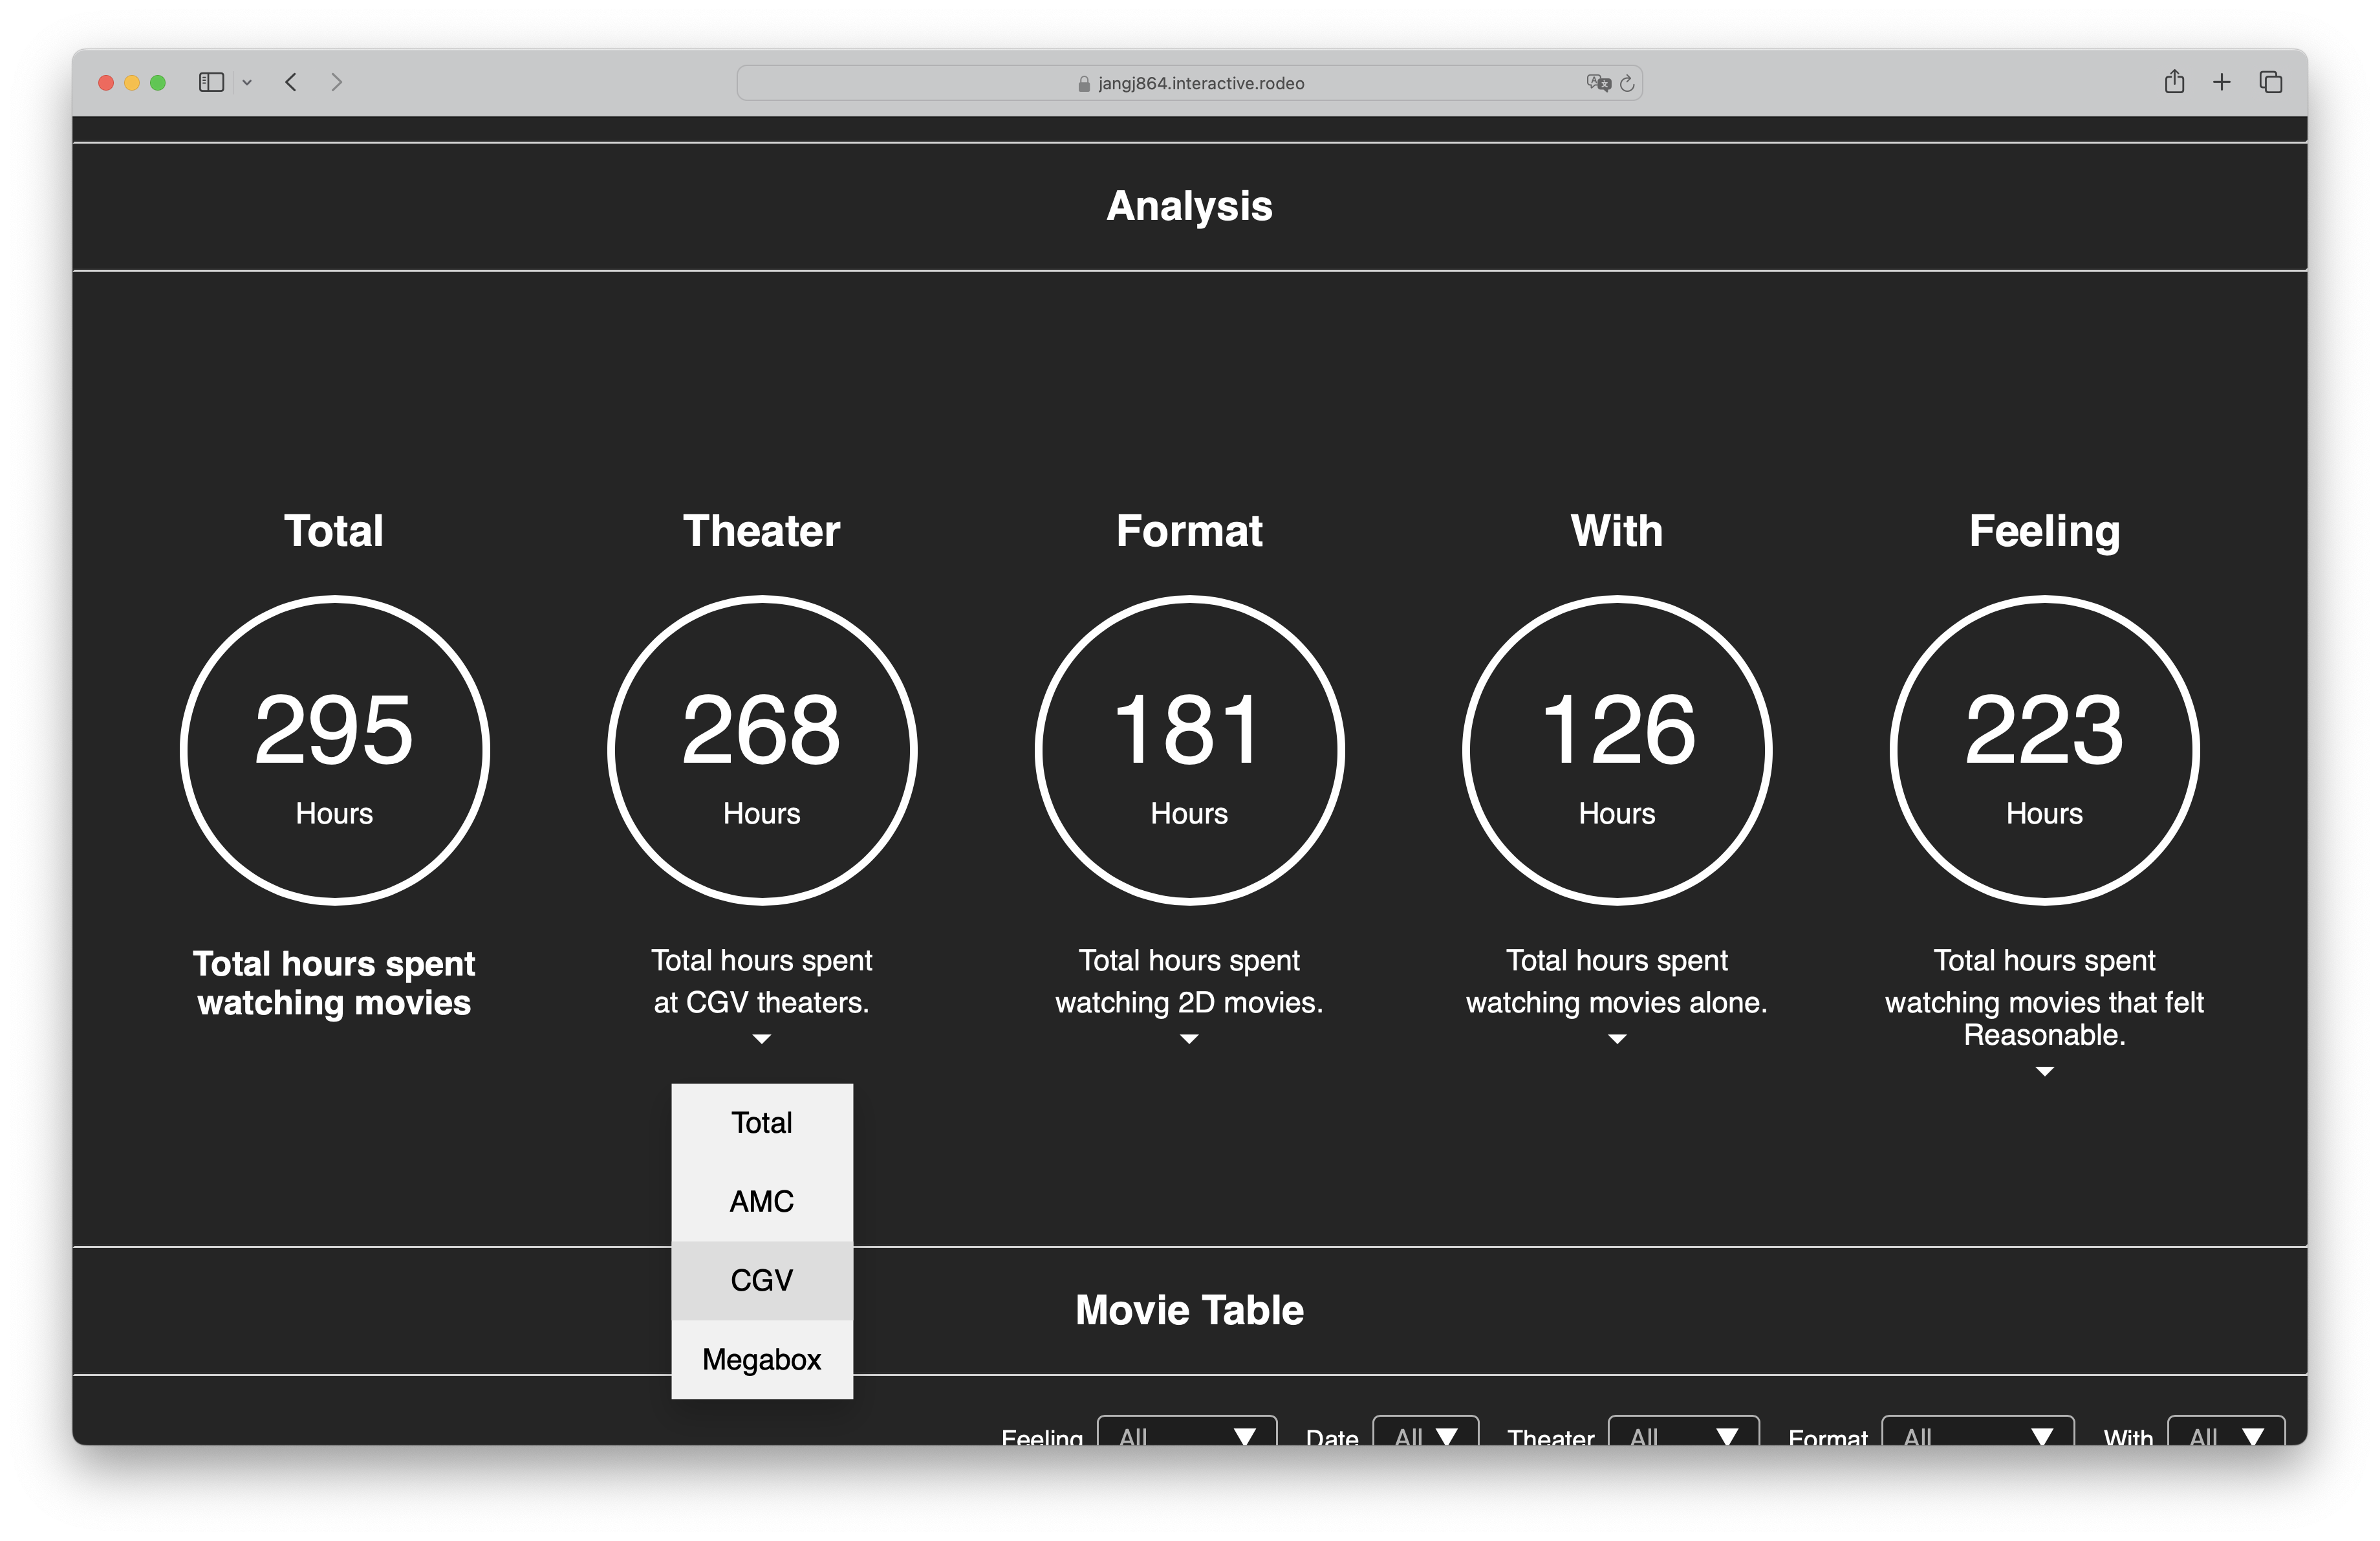 jangj864.interactive.rodeo
Analysis
Total
Theater
Format
With
Feeling
295
Hours
268
Hours
181
Hours
126
Hours
223
Hours
Total hours spent
watching movies
Total hours spent
at CGV theaters.
Total hours spent
watching 2D movies.
Total hours spent
watching movies alone.
Total hours spent
watching movies that felt
Reasonable.
Total
AMC
CGV
Megabox
Movie Table
Feeling All Date All Theater All Format All With All